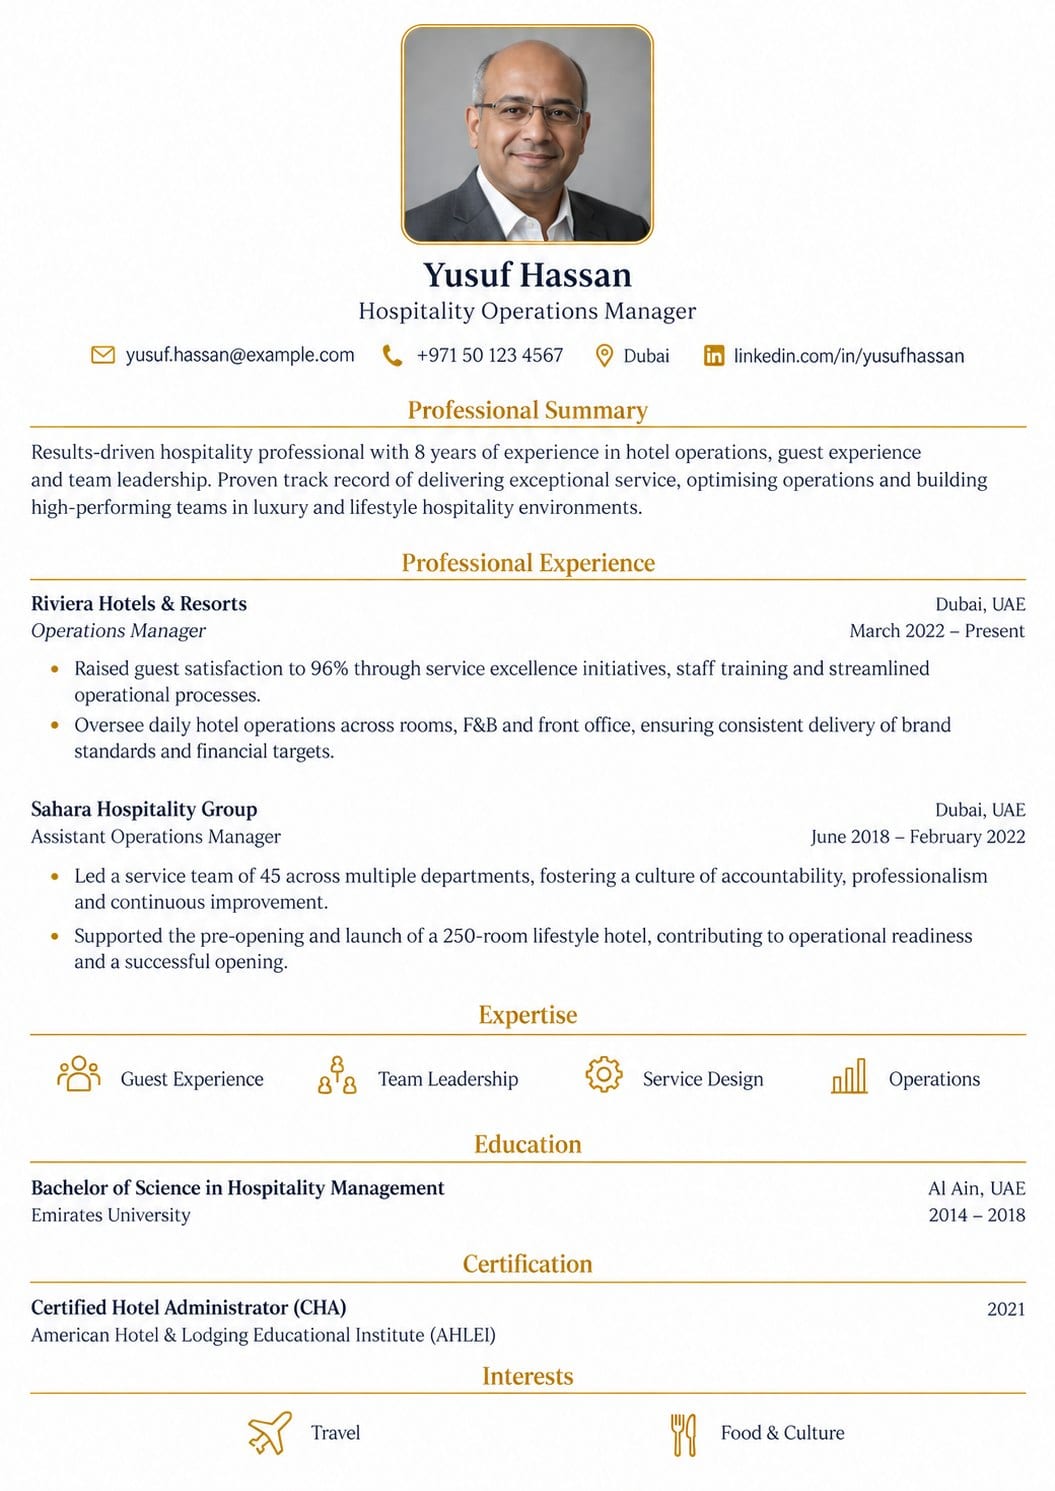 Yusuf Hassan
Hospitality Operations Manager
yusuf.hassan@example.com +971 50 123 4567 Dubai linkedin.com/in/yusufhassan
Professional Summary
Results-driven hospitality professional with 8 years of experience in hotel operations, guest experience
and team leadership. Proven track record of delivering exceptional service, optimising operations and building
high-performing teams in luxury and lifestyle hospitality environments.
Professional Experience
Riviera Hotels & Resorts Dubai, UAE
Operations Manager March 2022 – Present
• Raised guest satisfaction to 96% through service excellence initiatives, staff training and streamlined
operational processes.
• Oversee daily hotel operations across rooms, F&B and front office, ensuring consistent delivery of brand
standards and financial targets.
Sahara Hospitality Group Dubai, UAE
Assistant Operations Manager June 2018 – February 2022
• Led a service team of 45 across multiple departments, fostering a culture of accountability, professionalism
and continuous improvement.
• Supported the pre-opening and launch of a 250-room lifestyle hotel, contributing to operational readiness
and a successful opening.
Expertise
Guest Experience Team Leadership Service Design Operations
Education
Bachelor of Science in Hospitality Management Al Ain, UAE
Emirates University 2014 – 2018
Certification
Certified Hotel Administrator (CHA) 2021
American Hotel & Lodging Educational Institute (AHLEI)
Interests
Travel Food & Culture